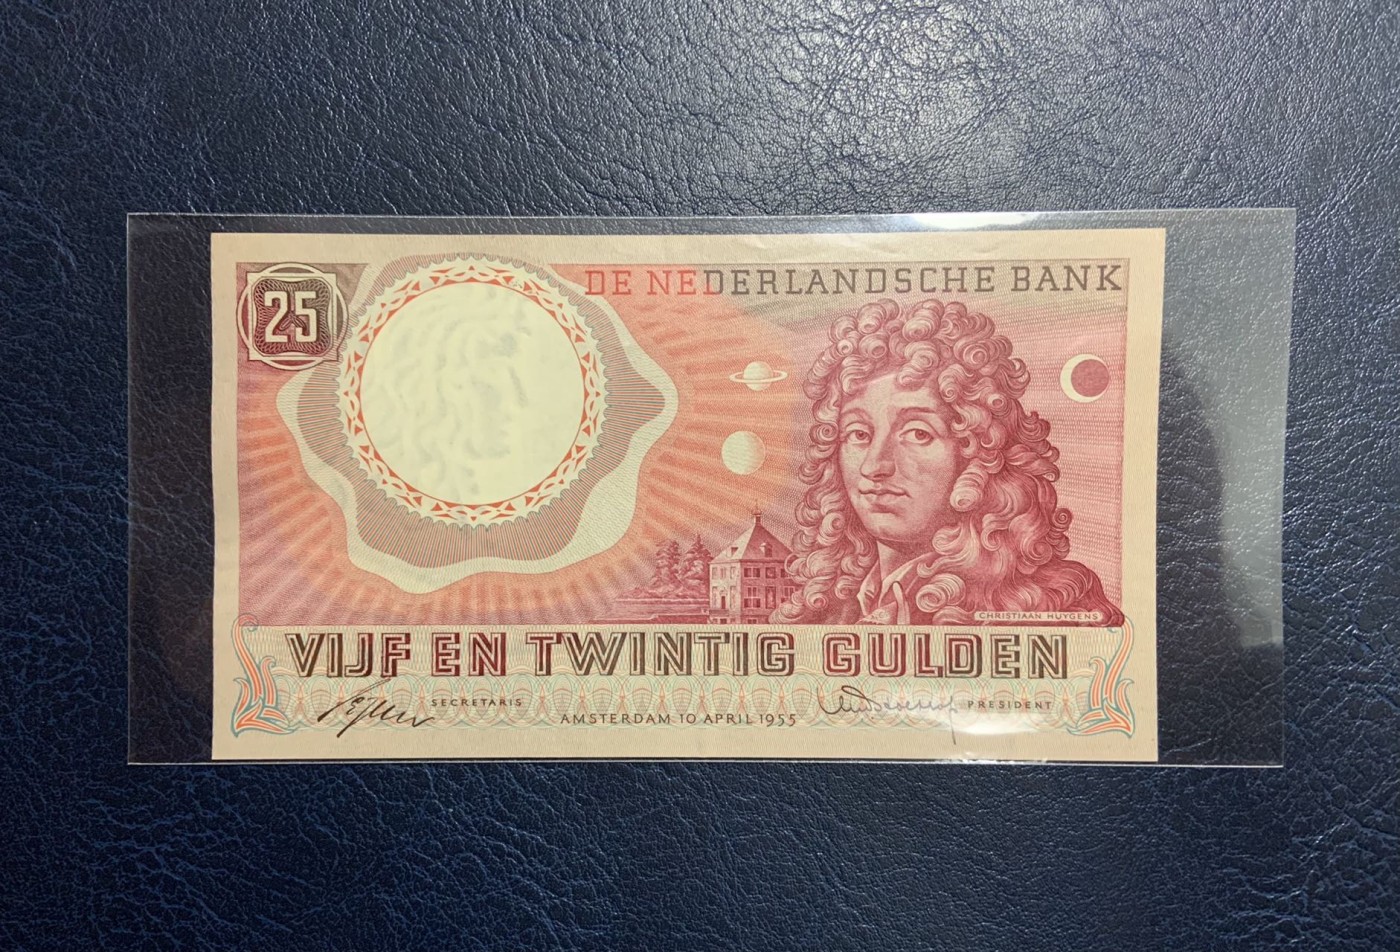 25
DE NEDERLANDSCHE BANK
CHRISTIAAN HUYGENS
VIJF EN TWINTIG GULDEN
SECRETARIS
AMSTERDAM 10 APRIL 1955
PRESIDENT